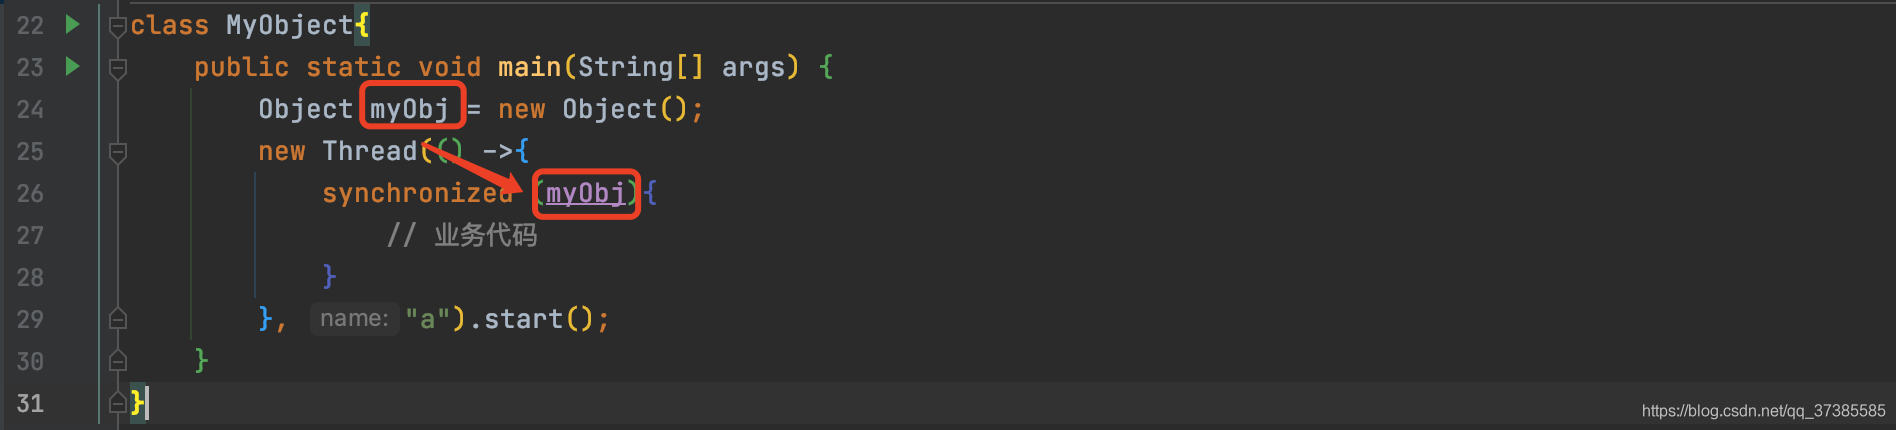 22 class MyObject{
23 public static void main(String[] args) {
24 Object myObj = new Object();
25 new Thread(() ->{
26 synchronized (myObj){
27 // 业务代码
28 }
29 }, name: "a").start();
30 }
31 }
https://blog.csdn.net/qq_37385585